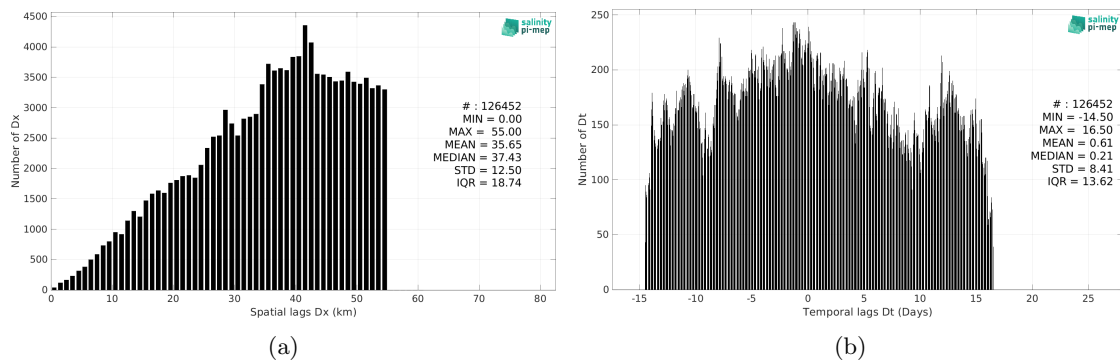 4500
4000
3500
3000
2500
2000
1500
1000
500
0
Number of Dx
0 10 20 30 40 50 60 70 80
Spatial lags Dx (km)
salinity
pi-mep
# : 126452
MIN = 0.00
MAX = 55.00
MEAN = 35.65
MEDIAN = 37.43
STD = 12.50
IQR = 18.74
(a)
250
200
150
100
50
0
Number of Dt
-15 -10 -5 0 5 10 15 20 25
Temporal lags Dt (Days)
salinity
pi-mep
# : 126452
MIN = -14.50
MAX = 16.50
MEAN = 0.61
MEDIAN = 0.21
STD = 8.41
IQR = 13.62
(b)